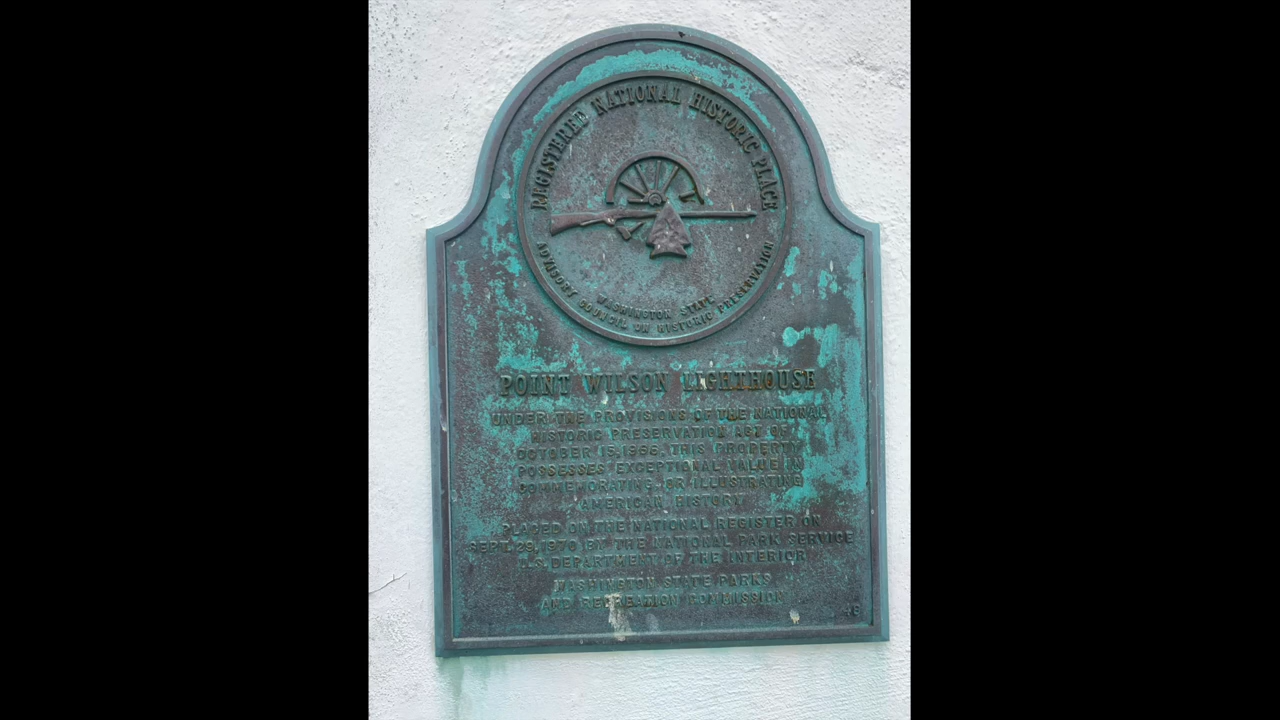 REGISTERED NATIONAL HISTORIC PLACE
WASHINGTON STATE
ADVISORY COUNCIL ON HISTORIC PRESERVATION
POINT WILSON LIGHTHOUSE
UNDER THE PROVISIONS OF THE NATIONAL
HISTORIC PRESERVATION ACT OF
OCTOBER 15, 1966, THIS PROPERTY
POSSESSES EXCEPTIONAL VALUE IN
COMMEMORATING OR ILLUSTRATING
AMERICAN HISTORY
PLACED ON THE NATIONAL REGISTER ON
SEPT. 29, 1970 BY THE NATIONAL PARK SERVICE
U.S. DEPARTMENT OF THE INTERIOR
WASHINGTON STATE PARKS
AND RECREATION COMMISSION